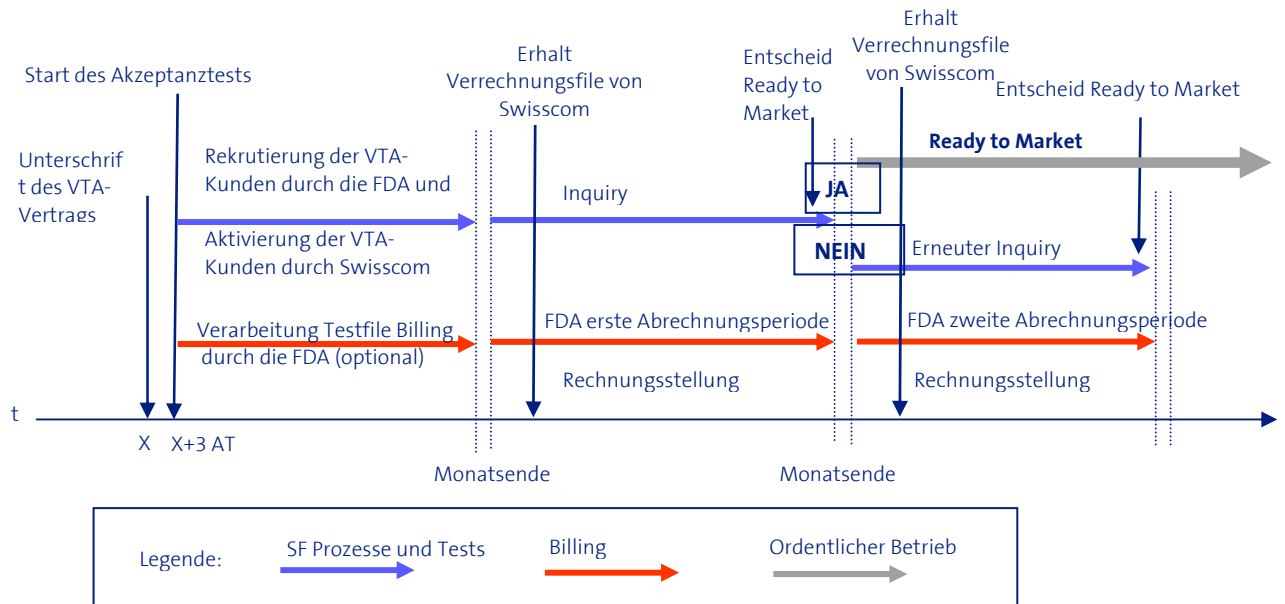 Start des Akzeptanztests
Erhalt
Verrechnungsfile von
Swisscom
Entscheid
Ready to
Market
Erhalt
Verrechnungsfile
von Swisscom
Entscheid Ready to Market
Unterschrif
t des VTA-
Vertrags
Rekrutierung der VTA-
Kunden durch die FDA und
Aktivierung der VTA-
Kunden durch Swisscom
Inquiry
JA
Ready to Market
NEIN
Erneuter Inquiry
Verarbeitung Testfile Billing
durch die FDA (optional)
FDA erste Abrechnungsperiode
FDA zweite Abrechnungsperiode
Rechnungsstellung
Rechnungsstellung
t
X
X+3 AT
Monatsende
Monatsende
Legende:
SF Prozesse und Tests
Billing
Ordentlicher Betrieb